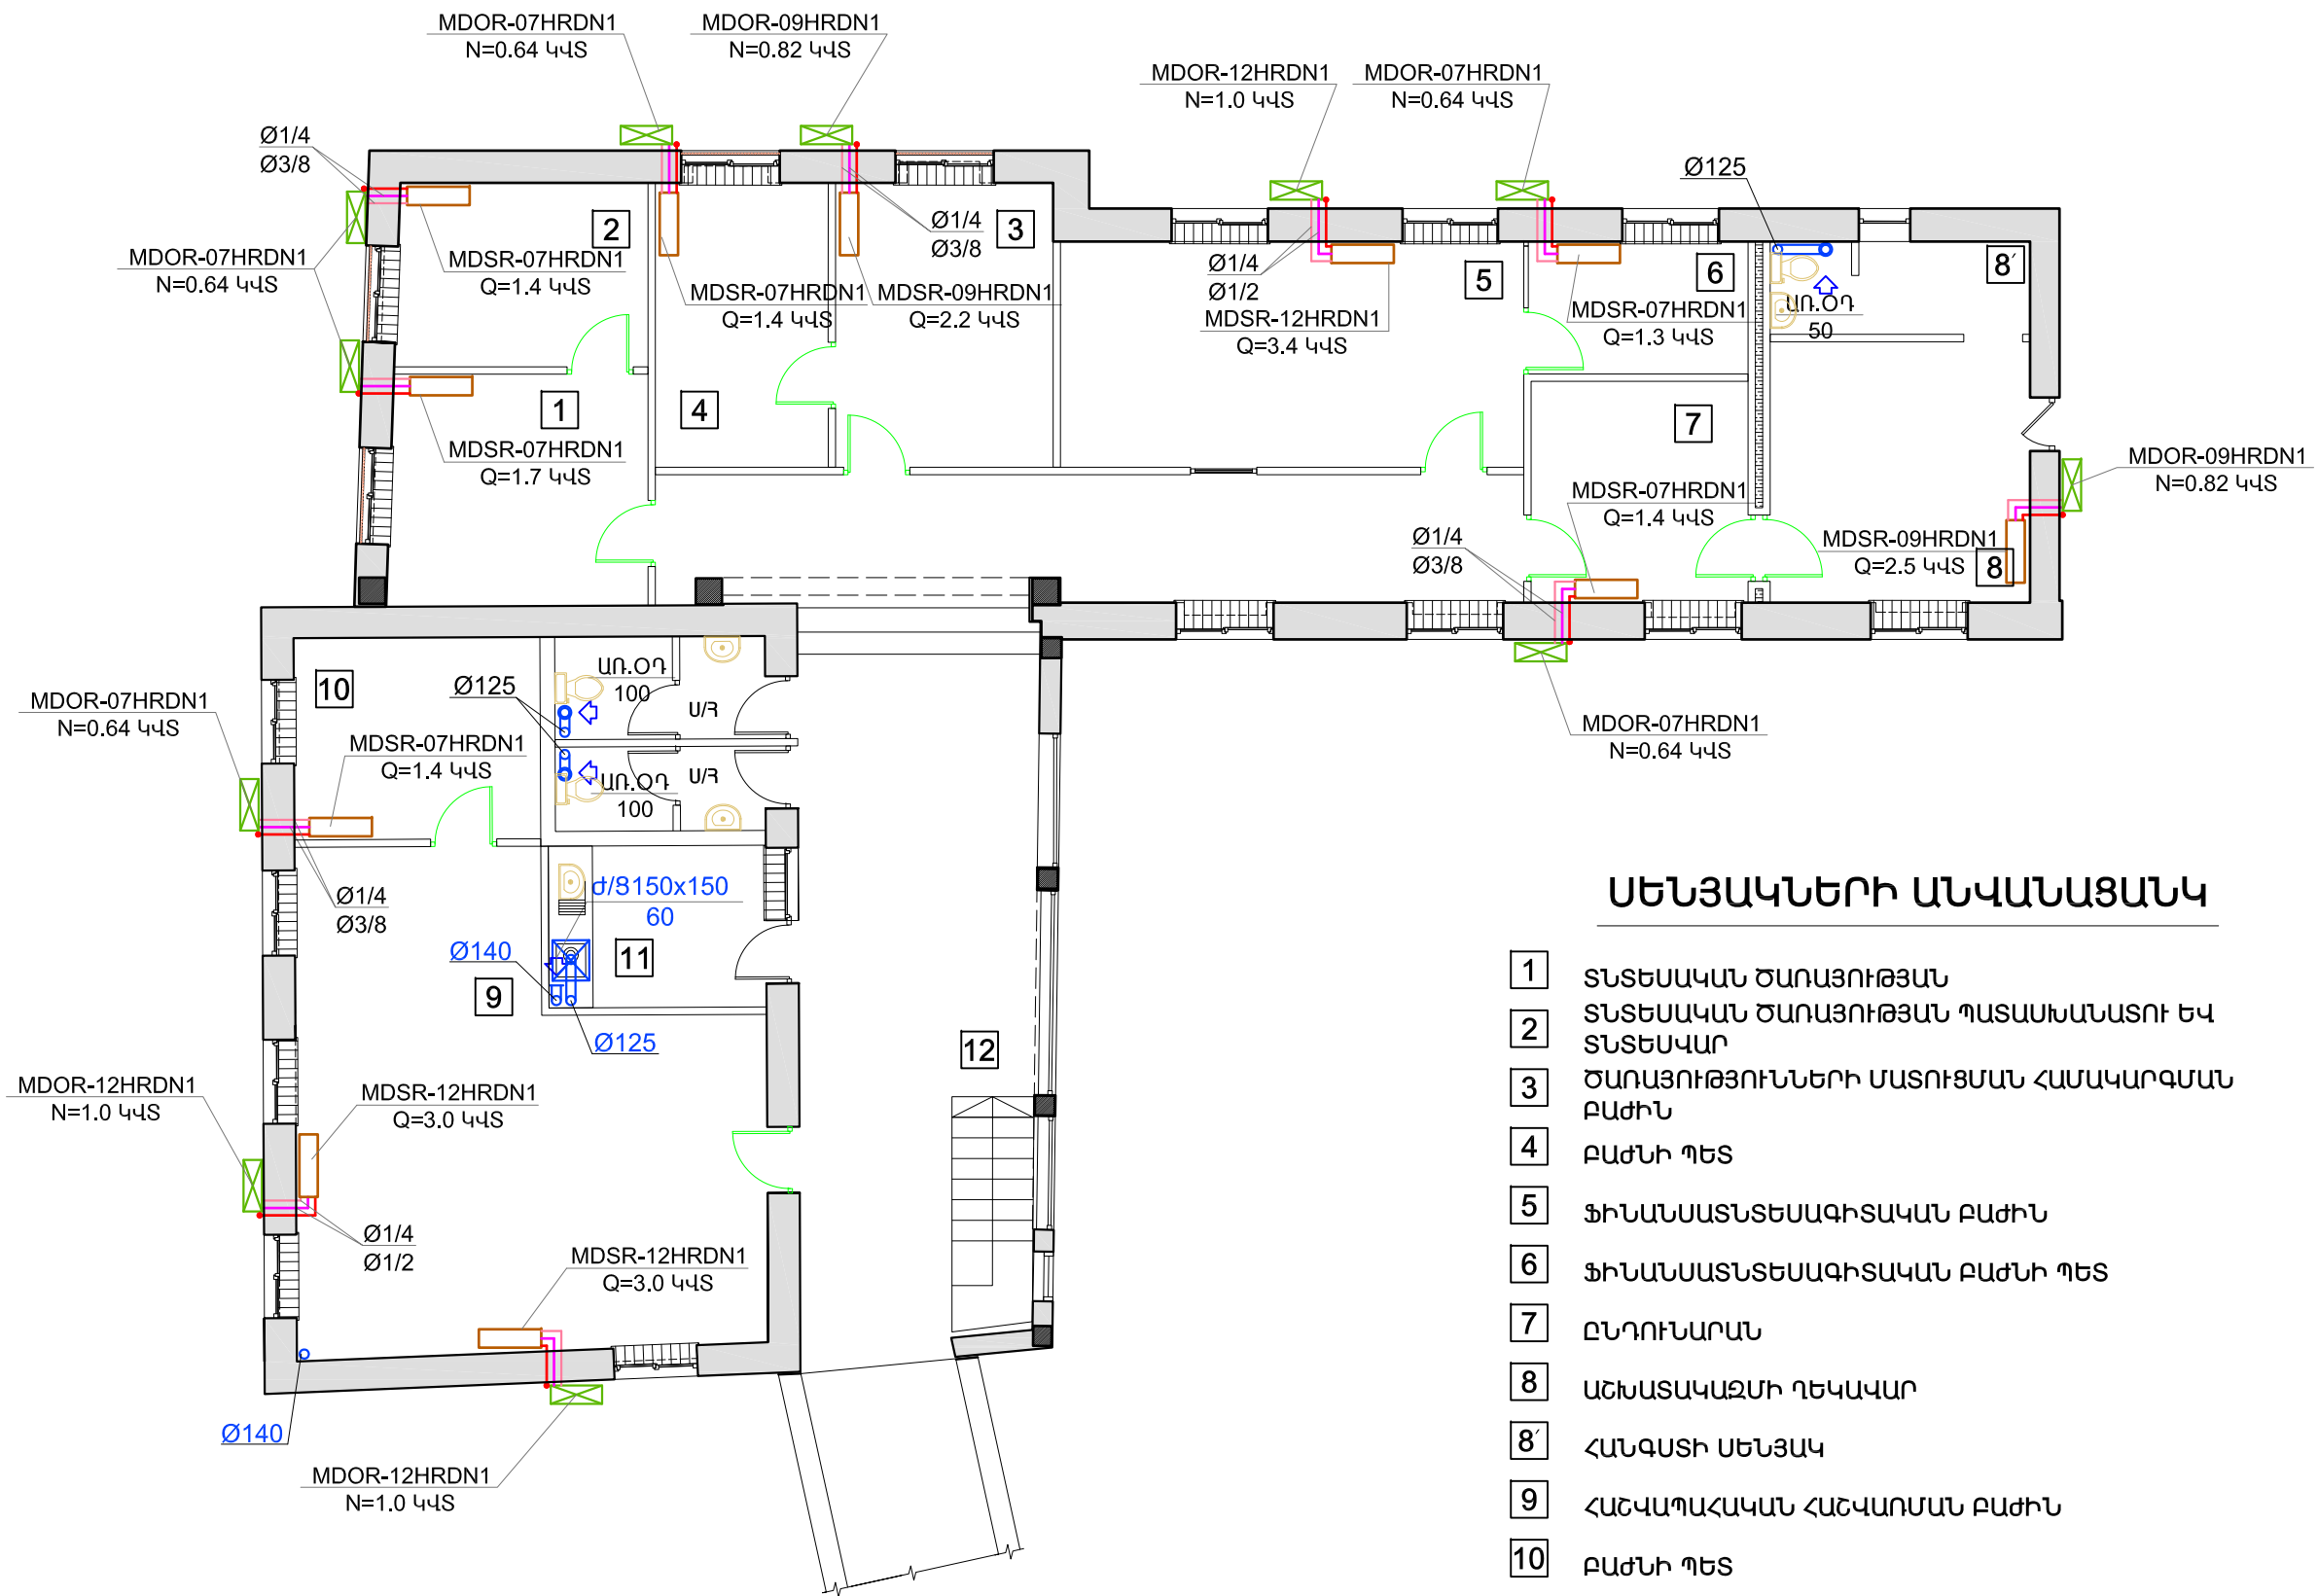 MDOR-07HRDN1
N=0.64 ԿՎՏ
MDOR-09HRDN1
N=0.82 ԿՎՏ
MDOR-12HRDN1
N=1.0 ԿՎՏ
MDOR-07HRDN1
N=0.64 ԿՎՏ
Ø1/4
Ø3/8
Ø125
2
Ø1/4
Ø3/8
3
MDOR-07HRDN1
N=0.64 ԿՎՏ
MDSR-07HRDN1
Q=1.4 ԿՎՏ
MDSR-07HRDN1
Q=1.4 ԿՎՏ
MDSR-09HRDN1
Q=2.2 ԿՎՏ
Ø1/4
Ø1/2
MDSR-12HRDN1
Q=3.4 ԿՎՏ
5
6
MDSR-07HRDN1
Q=1.3 ԿՎՏ
8՛
ԱՌ.ՕԴ
50
1
4
7
MDSR-07HRDN1
Q=1.7 ԿՎՏ
MDOR-09HRDN1
N=0.82 ԿՎՏ
MDSR-07HRDN1
Q=1.4 ԿՎՏ
Ø1/4
Ø3/8
MDSR-09HRDN1
Q=2.5 ԿՎՏ
8
MDOR-07HRDN1
N=0.64 ԿՎՏ
10
Ø125
ԱՌ.ՕԴ
100
Ս/Հ
MDOR-07HRDN1
N=0.64 ԿՎՏ
MDSR-07HRDN1
Q=1.4 ԿՎՏ
ԱՌ.ՕԴ
100
Ս/Հ
Ø1/4
Ø3/8
Ժ/Ց150x150
60
Ø140
11
9
Ø125
12
MDOR-12HRDN1
N=1.0 ԿՎՏ
MDSR-12HRDN1
Q=3.0 ԿՎՏ
Ø1/4
Ø1/2
MDSR-12HRDN1
Q=3.0 ԿՎՏ
Ø140
MDOR-12HRDN1
N=1.0 ԿՎՏ
ՍԵՆՅԱԿՆԵՐԻ ԱՆՎԱՆԱՑԱՆԿ
1 ՏՆՏԵՍԱԿԱՆ ԾԱՌԱՅՈՒԹՅԱՆ
2 ՏՆՏԵՍԱԿԱՆ ԾԱՌԱՅՈՒԹՅԱՆ ՊԱՏԱՍԽԱՆԱՏՈՒ ԵՎ
ՏՆՏԵՍՎԱՐ
3 ԾԱՌԱՅՈՒԹՅՈՒՆՆԵՐԻ ՄԱՏՈՒՑՄԱՆ ՀԱՄԱԿԱՐԳՄԱՆ
ԲԱԺԻՆ
4 ԲԱԺՆԻ ՊԵՏ
5 ՖԻՆԱՆՍԱՏՆՏԵՍԱԳԻՏԱԿԱՆ ԲԱԺԻՆ
6 ՖԻՆԱՆՍԱՏՆՏԵՍԱԳԻՏԱԿԱՆ ԲԱԺՆԻ ՊԵՏ
7 ԸՆԴՈՒՆԱՐԱՆ
8 ԱՇԽԱՏԱԿԱԶՄԻ ՂԵԿԱՎԱՐ
8՛ ՀԱՆԳՍՏԻ ՍԵՆՅԱԿ
9 ՀԱՇՎԱՊԱՀԱԿԱՆ ՀԱՇՎԱՌՄԱՆ ԲԱԺԻՆ
10 ԲԱԺՆԻ ՊԵՏ